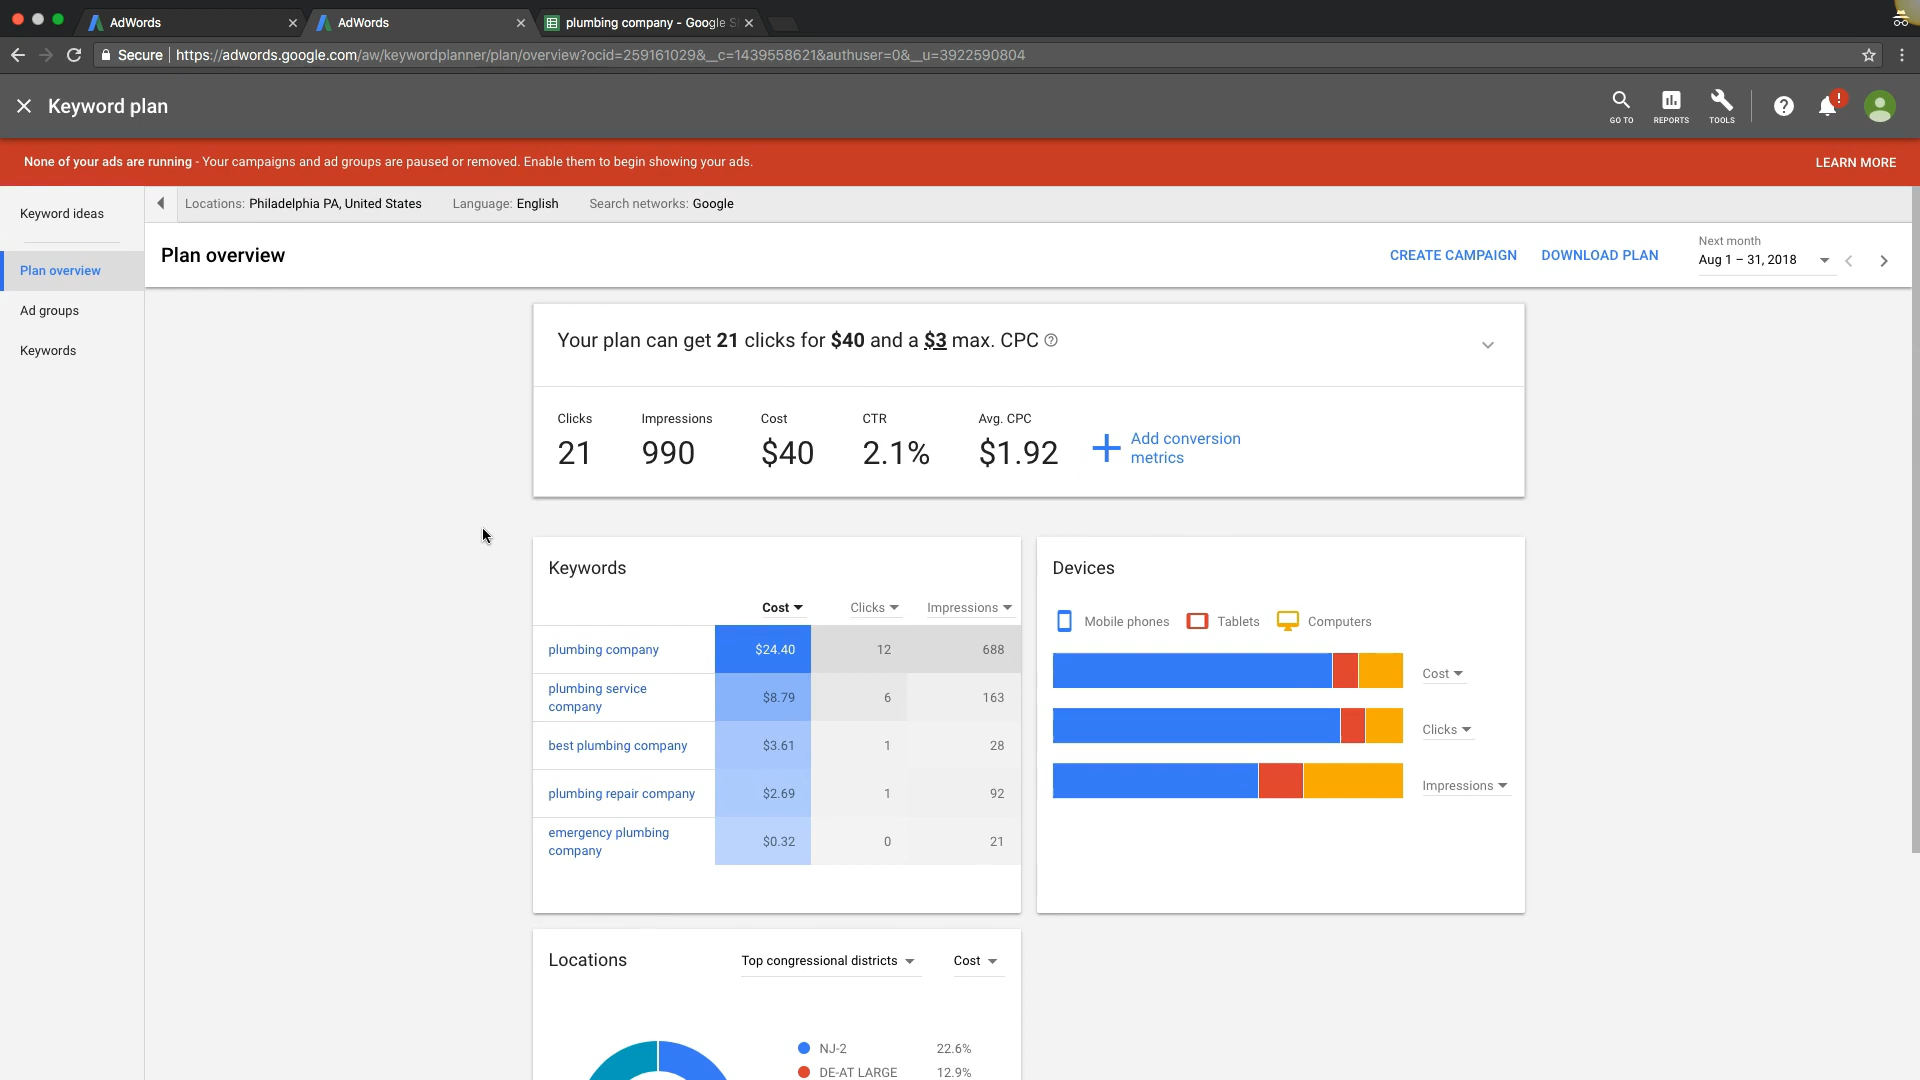 AdWords
AdWords
plumbing company - Google S
Secure https://adwords.google.com/aw/keywordplanner/plan/overview?ocid=259161029&__c=1439558621&authuser=0&__u=3922590804
Keyword plan
GO TO
REPORTS
TOOLS
?
!
None of your ads are running - Your campaigns and ad groups are paused or removed. Enable them to begin showing your ads.
LEARN MORE
Keyword ideas
Plan overview
Ad groups
Keywords
Locations: Philadelphia PA, United States Language: English Search networks: Google
Plan overview
CREATE CAMPAIGN
DOWNLOAD PLAN
Next month
Aug 1 – 31, 2018
Your plan can get 21 clicks for $40 and a $3 max. CPC ?
Clicks Impressions Cost CTR Avg. CPC
21 990 $40 2.1% $1.92
Add conversion
metrics
Keywords
Cost Clicks Impressions
plumbing company $24.40 12 688
plumbing service
company $8.79 6 163
best plumbing company $3.61 1 28
plumbing repair company $2.69 1 92
emergency plumbing
company $0.32 0 21
Devices
Mobile phones Tablets Computers
Cost
Clicks
Impressions
Locations
Top congressional districts Cost
NJ-2 22.6%
DE-AT LARGE 12.9%